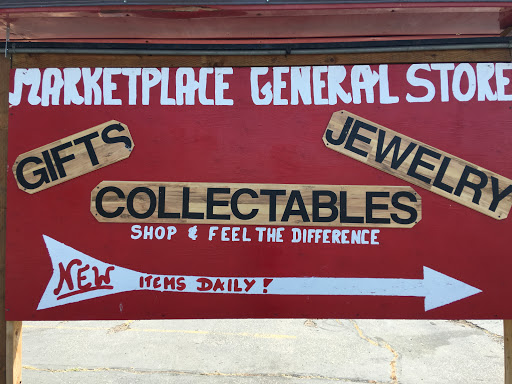 MARKETPLACE GENERAL STORE
GIFTS
JEWELRY
COLLECTABLES
SHOP & FEEL THE DIFFERENCE
NEW ITEMS DAILY!